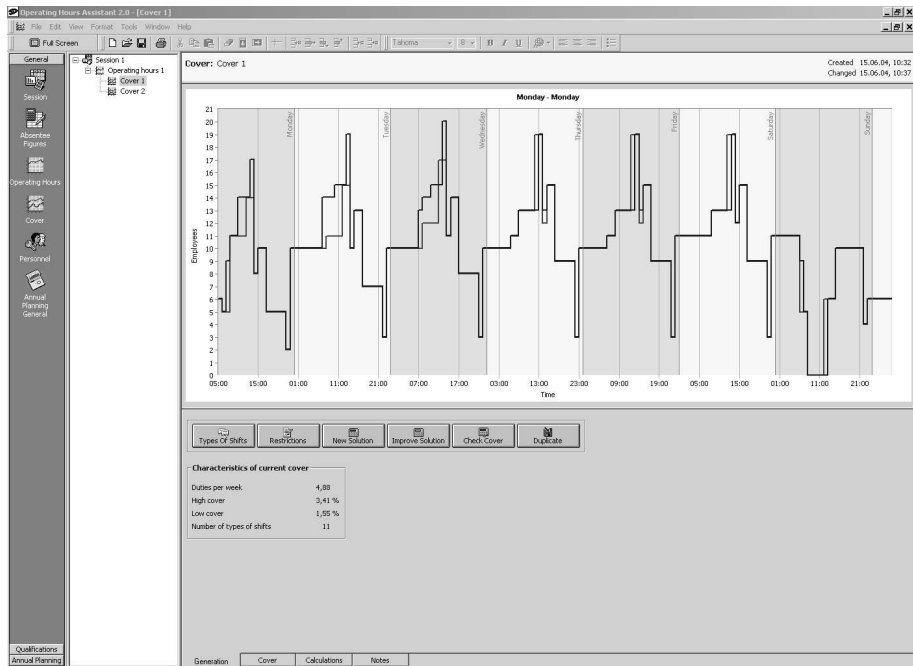 Operating Hours Assistant 2.0 - [Cover 1]
File Edit View Format Tools Window Help
Full Screen
Tahoma
8
B I U
General
Session
Absentee
Figures
Operating Hours
Cover
Personnel
Annual
Planning
General
Qualifications
Annual Planning
Session 1
Operating hours 1
Cover 1
Cover 2
Cover: Cover 1
Created 15.06.04, 10:32
Changed 15.06.04, 10:37
Monday - Monday
Employees
21
20
19
18
17
16
15
14
13
12
11
10
9
8
7
6
5
4
3
2
1
0
Monday
Tuesday
Wednesday
Thursday
Friday
Saturday
Sunday
05:00 15:00 01:00 11:00 21:00 07:00 17:00 03:00 13:00 23:00 09:00 19:00 05:00 15:00 01:00 11:00 21:00
Time
Types Of Shifts Restrictions New Solution Improve Solution Check Cover Duplicate
Characteristics of current cover
Duties per week 4,88
High cover 3,41 %
Low cover 1,55 %
Number of types of shifts 11
Generation Cover Calculations Notes